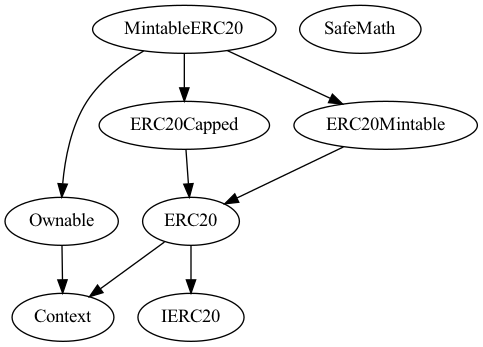 MintableERC20
SafeMath
ERC20Capped
ERC20Mintable
Ownable
ERC20
Context
IERC20